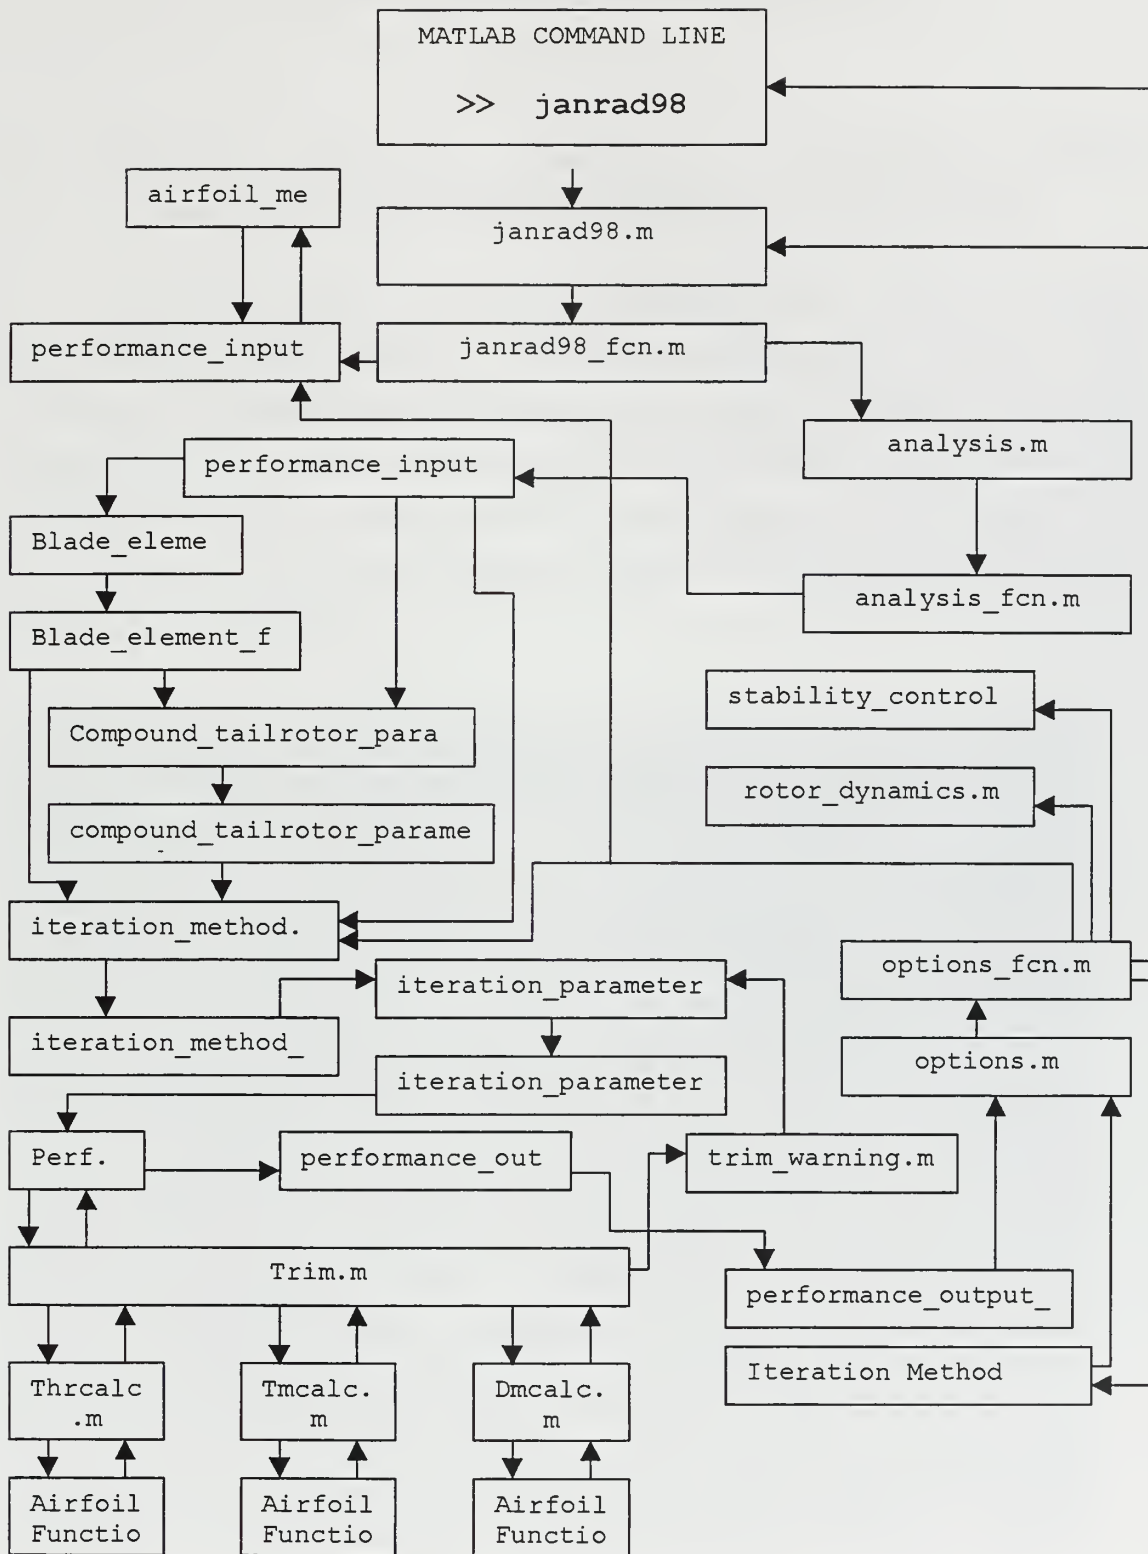 MATLAB COMMAND LINE
>> janrad98
airfoil_me
janrad98.m
performance_input
janrad98_fcn.m
analysis.m
performance_input
Blade_eleme
analysis_fcn.m
Blade_element_f
stability_control
Compound_tailrotor_para
rotor_dynamics.m
compound_tailrotor_parame
iteration_method.
options_fcn.m
iteration_parameter
iteration_method_
options.m
iteration_parameter
Perf.
performance_out
trim_warning.m
Trim.m
performance_output_
Iteration Method
Thrcalc
.m
Tmcalc.
m
Dmcalc.
m
Airfoil
Functio
Airfoil
Functio
Airfoil
Functio